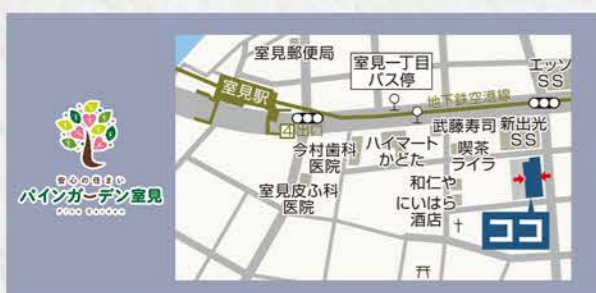 安心の住まい
パインガーデン室見
Pine Garden
室見郵便局
室見駅
4出口
室見一丁目
バス停
地下鉄空港線
エッソ
SS
今村歯科
医院
ハイマート
かどた
武藤寿司
喫茶
ライラ
新出光
SS
室見皮ふ科
医院
和仁や
にいはら
酒店
ココ